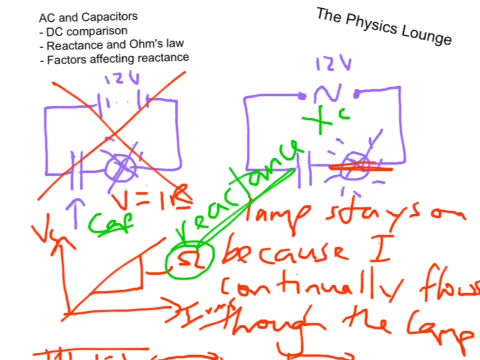 AC and Capacitors
The Physics Lounge
- DC comparison
- Reactance and Ohm's law
- Factors affecting reactance
12V
12V
Xc
reactance
V = IR
Cap
lamp stays on
Ω
because I
continually flows
I rms
through the lamp